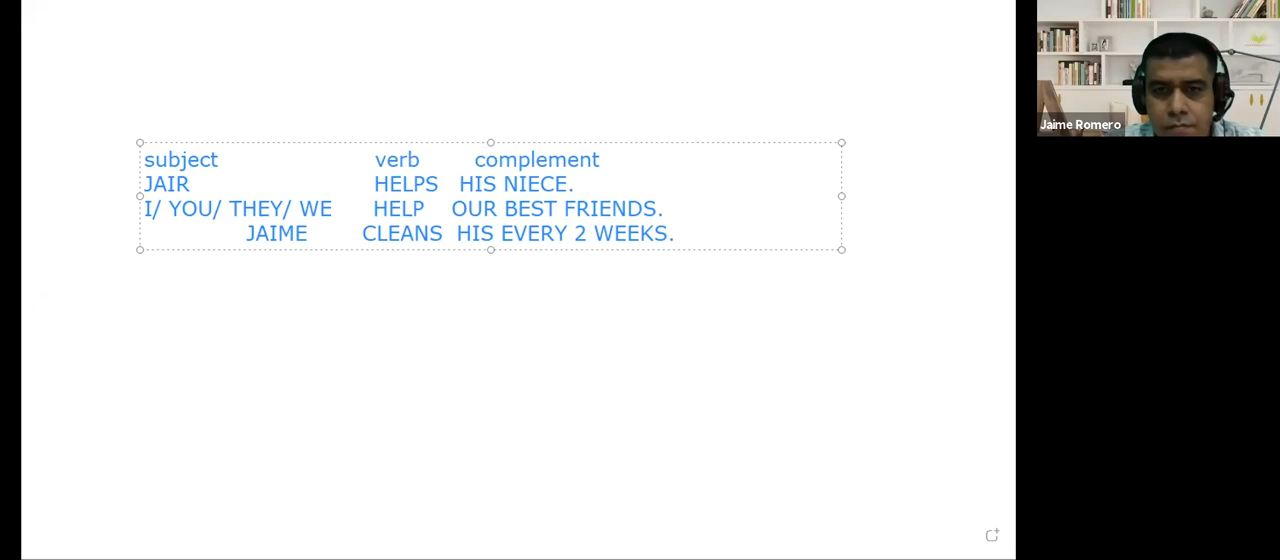 subject verb complement
JAIR HELPS HIS NIECE.
I/ YOU/ THEY/ WE HELP OUR BEST FRIENDS.
JAIME CLEANS HIS EVERY 2 WEEKS.
Jaime Romero